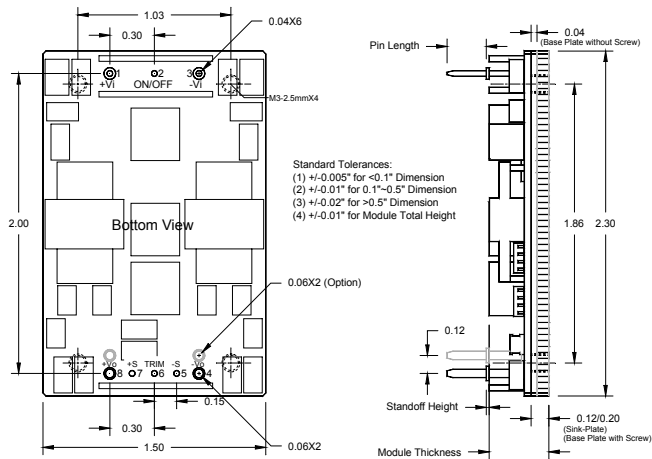 1.03
0.30
0.04X6
1
2
3
+Vi
ON/OFF
-Vi
M3-2.5mmX4
2.00
Bottom View
Standard Tolerances:
(1) +/-0.005" for <0.1" Dimension
(2) +/-0.01" for 0.1"~0.5" Dimension
(3) +/-0.02" for >0.5" Dimension
(4) +/-0.01" for Module Total Height
0.06X2 (Option)
+Vo
+S
TRIM
-S
-Vo
8
7
6
5
4
0.15
0.30
1.50
0.06X2
Pin Length
0.04
(Base Plate without Screw)
1.86
2.30
0.12
Standoff Height
0.12/0.20
(Sink-Plate)
(Base Plate with Screw)
Module Thickness